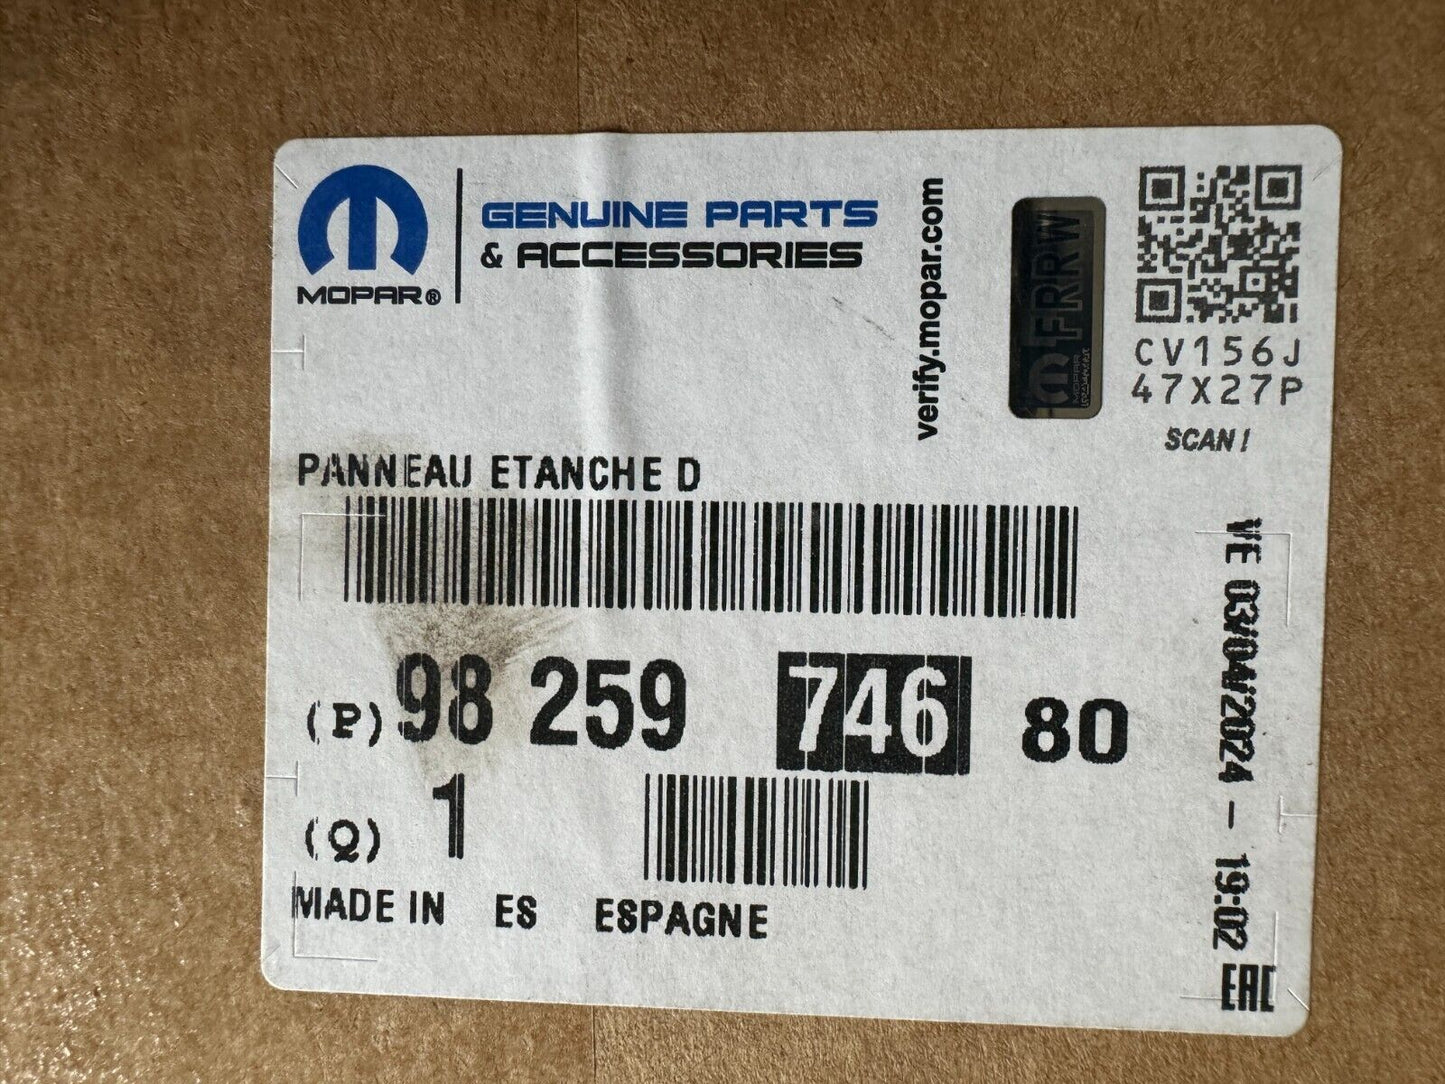 GENUINE PARTS
& ACCESSORIES
MOPAR®
verify.mopar.com
FRRW
MOPAR
CV156J
47X27P
SCAN!
PANNEAU ETANCHE D
(P) 98 259 746 80
(Q) 1
MADE IN ES ESPAGNE
VE 03/04/2024 - 19:02
EAC